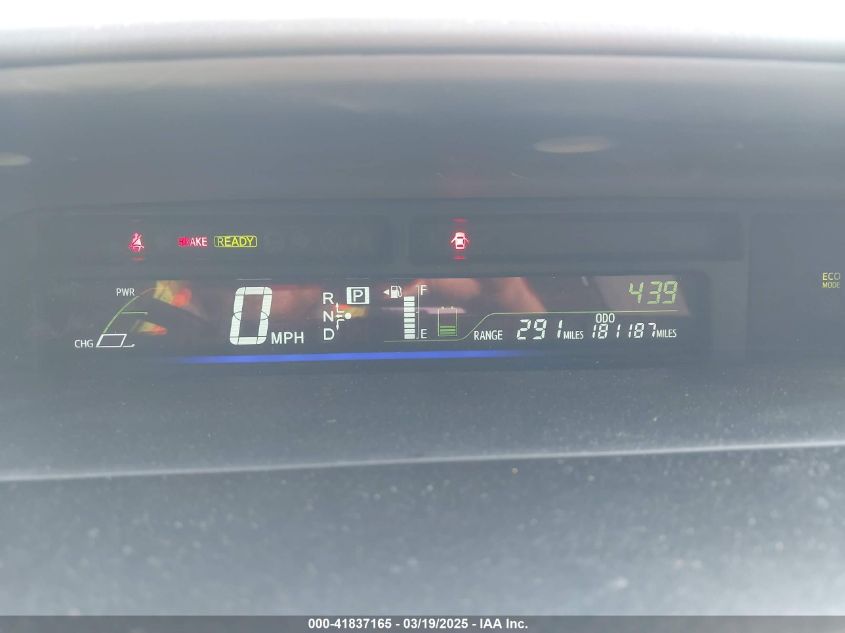 BRAKE READY
ECO
MODE
439
PWR
0 MPH
R
N
D
P
F
E
CHG
RANGE 291 MILES
ODO
181187 MILES
000-41837165 - 03/19/2025 - IAA Inc.